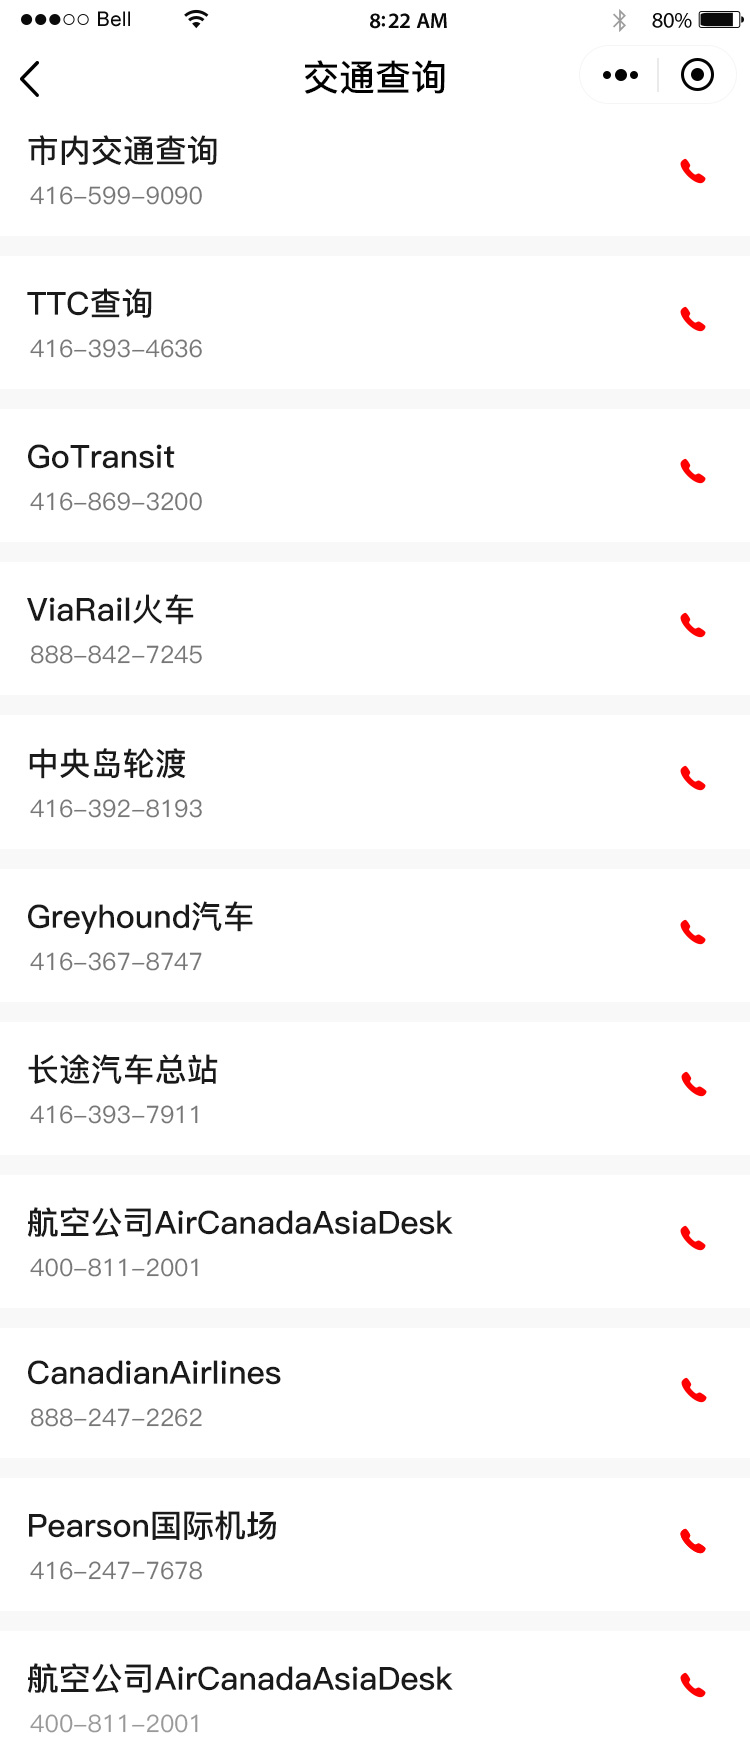 Bell 8:22 AM 80%
交通查询
市内交通查询
416-599-9090
TTC查询
416-393-4636
GoTransit
416-869-3200
ViaRail火车
888-842-7245
中央岛轮渡
416-392-8193
Greyhound汽车
416-367-8747
长途汽车总站
416-393-7911
航空公司AirCanadaAsiaDesk
400-811-2001
CanadianAirlines
888-247-2262
Pearson国际机场
416-247-7678
航空公司AirCanadaAsiaDesk
400-811-2001